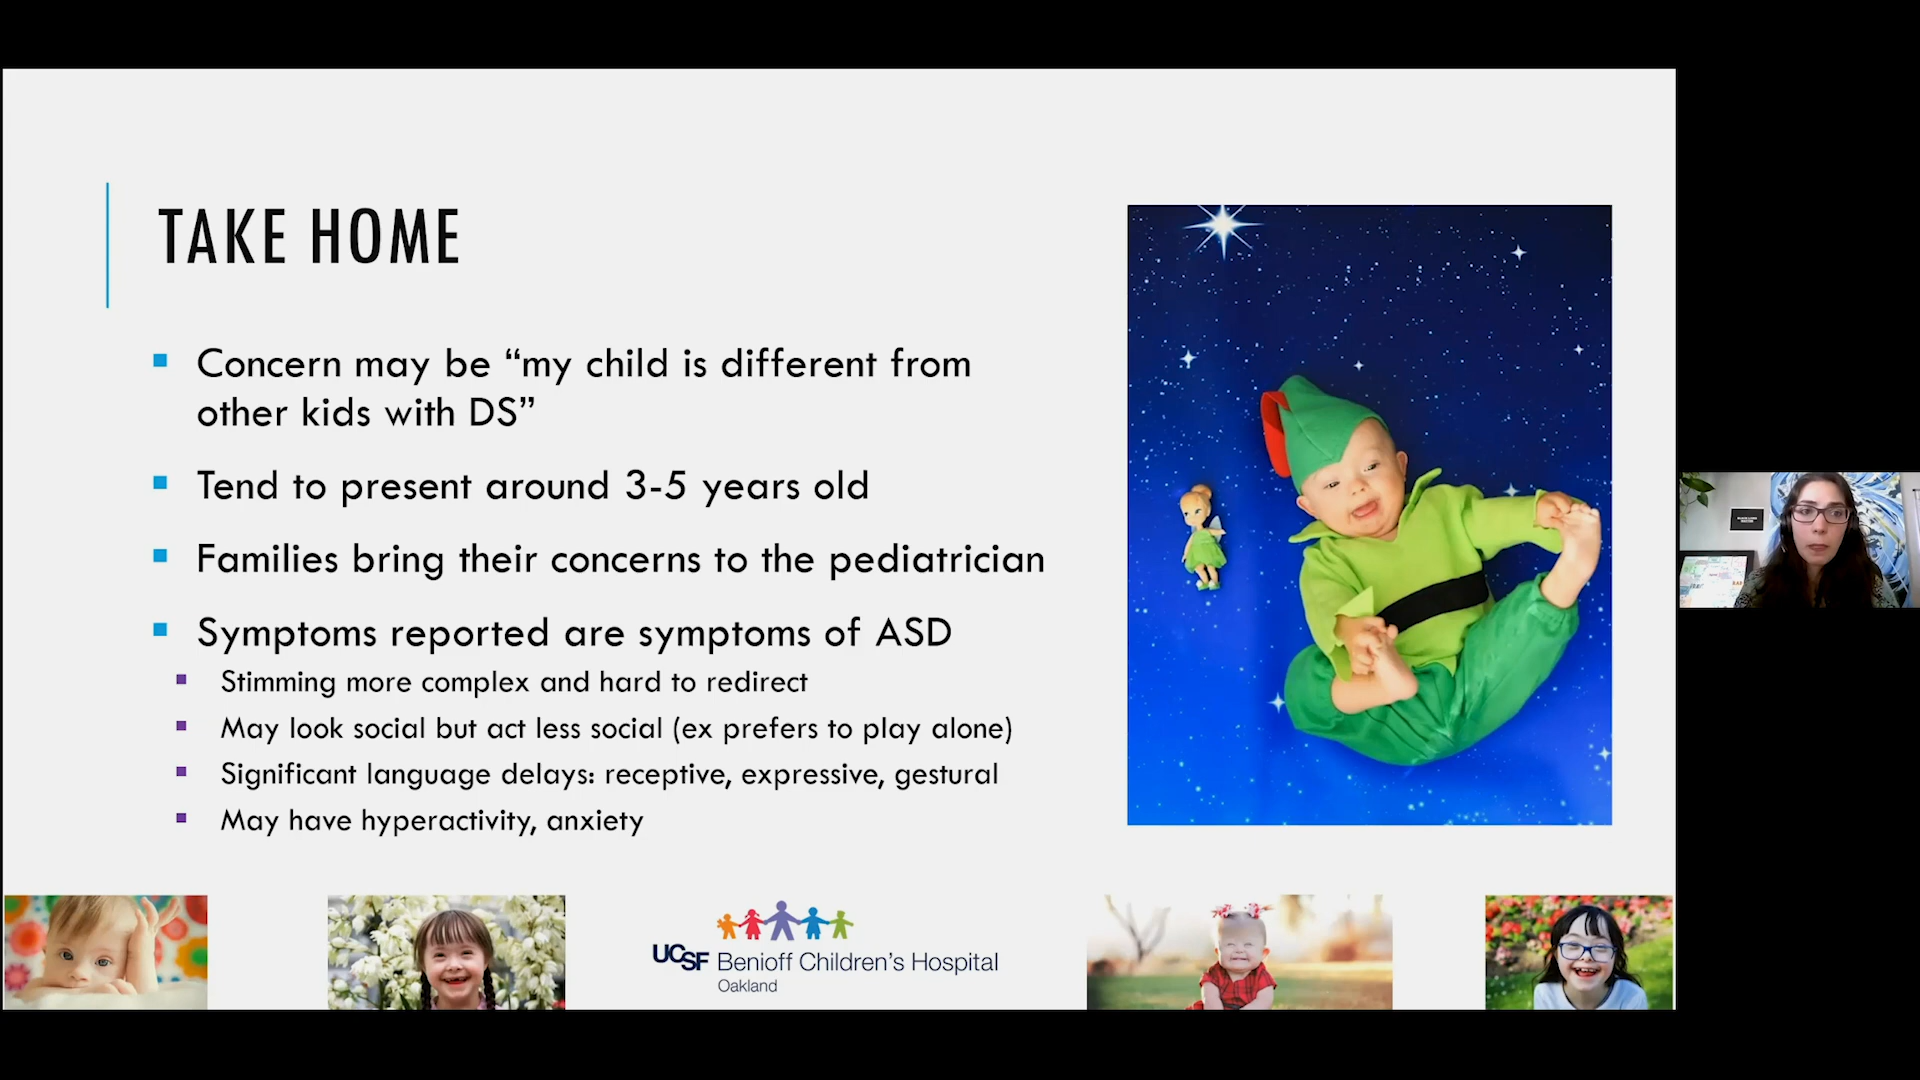 TAKE HOME
Concern may be “my child is different from
other kids with DS”
Tend to present around 3-5 years old
Families bring their concerns to the pediatrician
Symptoms reported are symptoms of ASD
Stimming more complex and hard to redirect
May look social but act less social (ex prefers to play alone)
Significant language delays: receptive, expressive, gestural
May have hyperactivity, anxiety
UCSF Benioff Children’s Hospital
Oakland